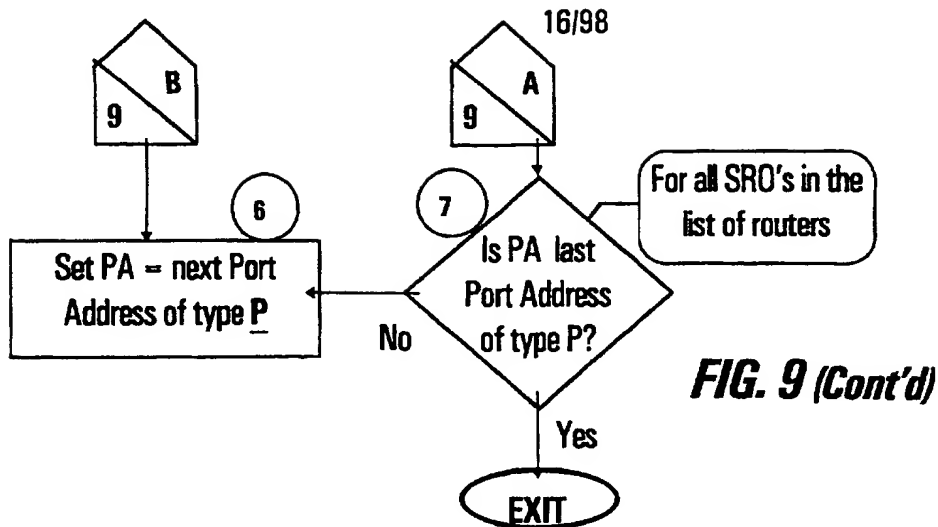 16/98
B
9
A
9
For all SRO's in the
list of routers
6
7
Set PA = next Port
Address of type P
Is PA last
Port Address
of type P?
No
FIG. 9 (Cont'd)
Yes
EXIT